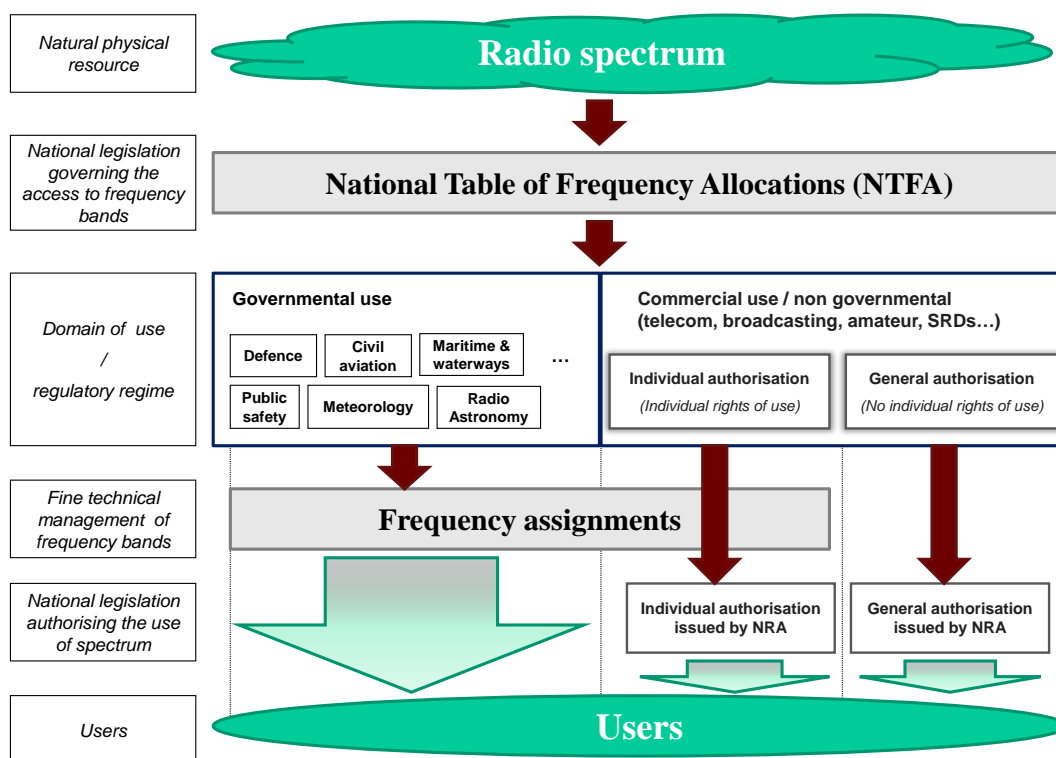 Natural physical
resource
Radio spectrum
National legislation
governing the
access to frequency
bands
National Table of Frequency Allocations (NTFA)
Domain of use
/
regulatory regime
Governmental use
Defence
Civil
aviation
Maritime &
waterways
...
Public
safety
Meteorology
Radio
Astronomy
Commercial use / non governmental
(telecom, broadcasting, amateur, SRDs…)
Individual authorisation
(Individual rights of use)
General authorisation
(No individual rights of use)
Fine technical
management of
frequency bands
Frequency assignments
National legislation
authorising the use
of spectrum
Individual authorisation
issued by NRA
General authorisation
issued by NRA
Users
Users